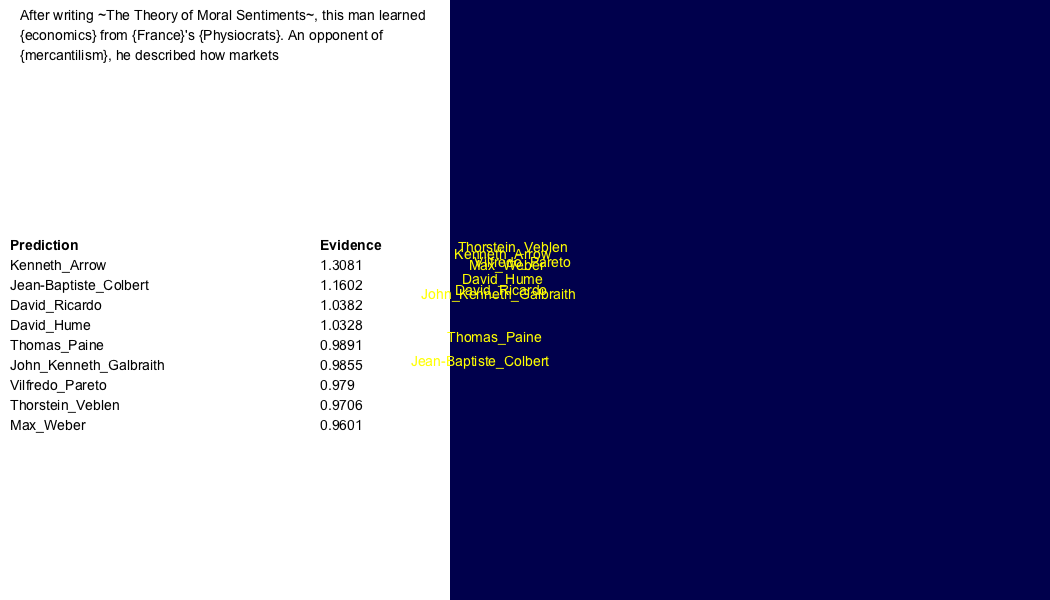 After writing ~The Theory of Moral Sentiments~, this man learned
{economics} from {France}'s {Physiocrats}. An opponent of
{mercantilism}, he described how markets
Prediction Evidence
Kenneth_Arrow 1.3081
Jean-Baptiste_Colbert 1.1602
David_Ricardo 1.0382
David_Hume 1.0328
Thomas_Paine 0.9891
John_Kenneth_Galbraith 0.9855
Vilfredo_Pareto 0.979
Thorstein_Veblen 0.9706
Max_Weber 0.9601
Thorstein_Veblen
Kenneth_Arrow
Vilfredo_Pareto
Max_Weber
David_Hume
David_Ricardo
John_Kenneth_Galbraith
Thomas_Paine
Jean-Baptiste_Colbert